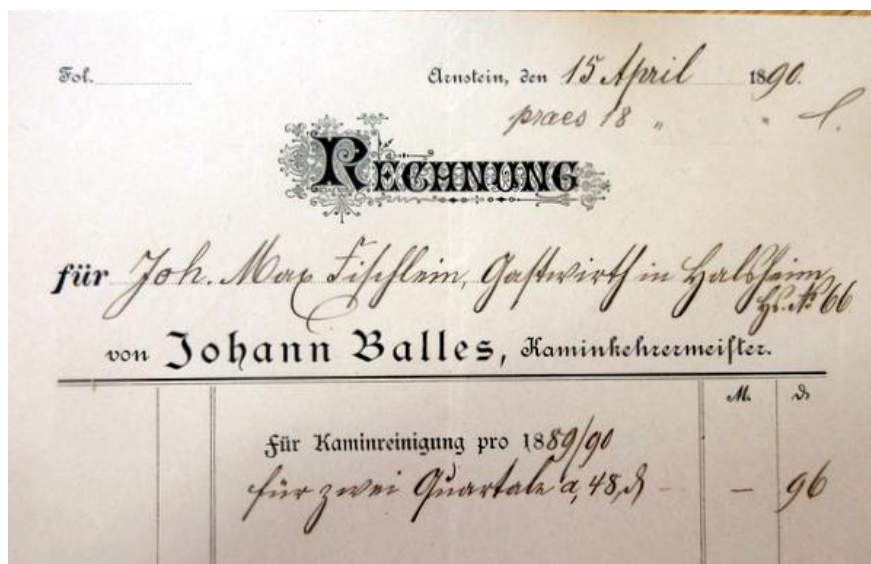 Fol.
Arnstein, den 15 April 1890.
praes 18 " "
RECHNUNG
für Joh. Max Fischlein, Gastwirth in Halsheim,
Hs. № 66.
von Johann Balles, Kaminkehrermeister.
M. ₰
Für Kaminreinigung pro 1889/90
für zwei Quartale a, 48 ₰ - — 96